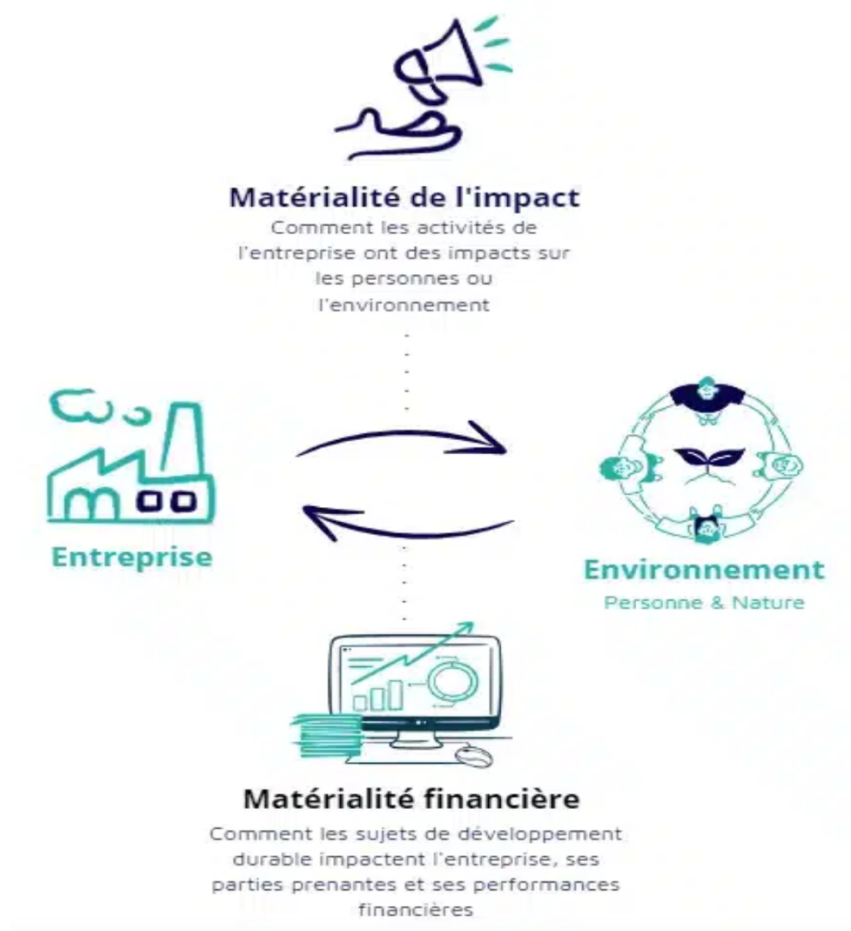 Matérialité de l'impact
Comment les activités de
l'entreprise ont des impacts sur
les personnes ou
l'environnement
Entreprise
Environnement
Personne & Nature
Matérialité financière
Comment les sujets de développement
durable impactent l'entreprise, ses
parties prenantes et ses performances
financières